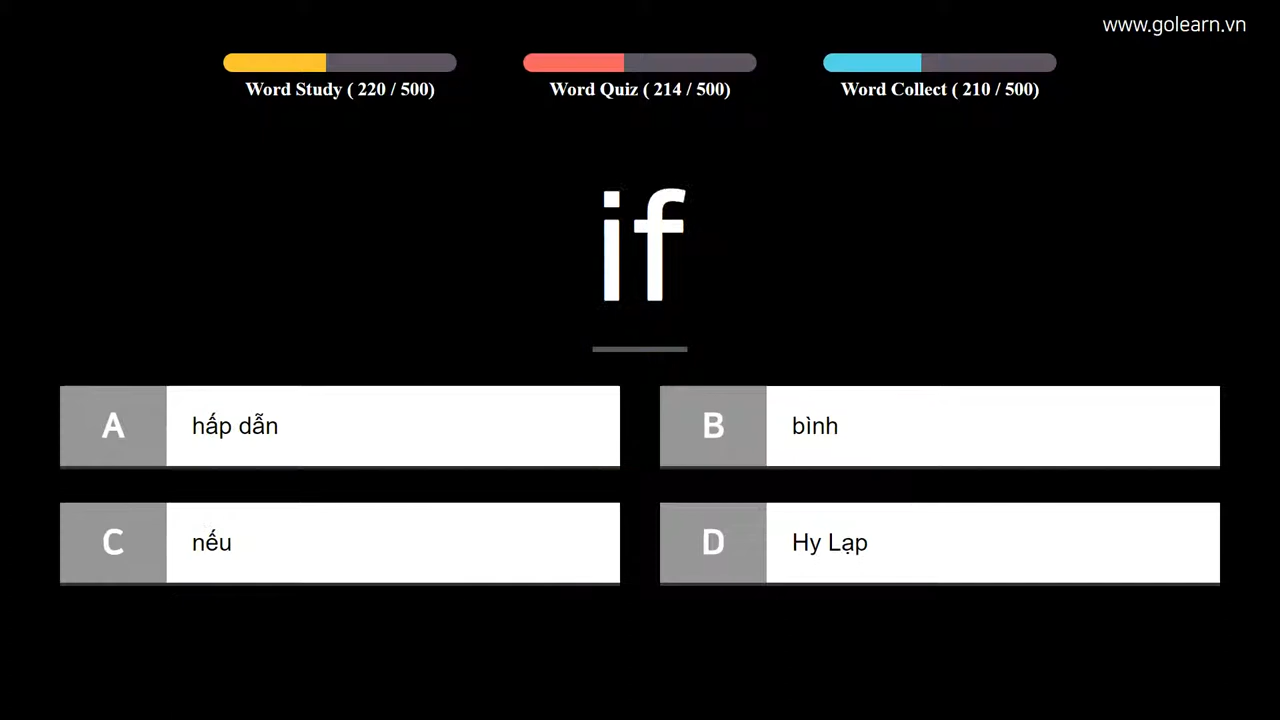 www.golearn.vn
Word Study ( 220 / 500)
Word Quiz ( 214 / 500)
Word Collect ( 210 / 500)
if
A hấp dẫn
B bình
C nếu
D Hy Lạp